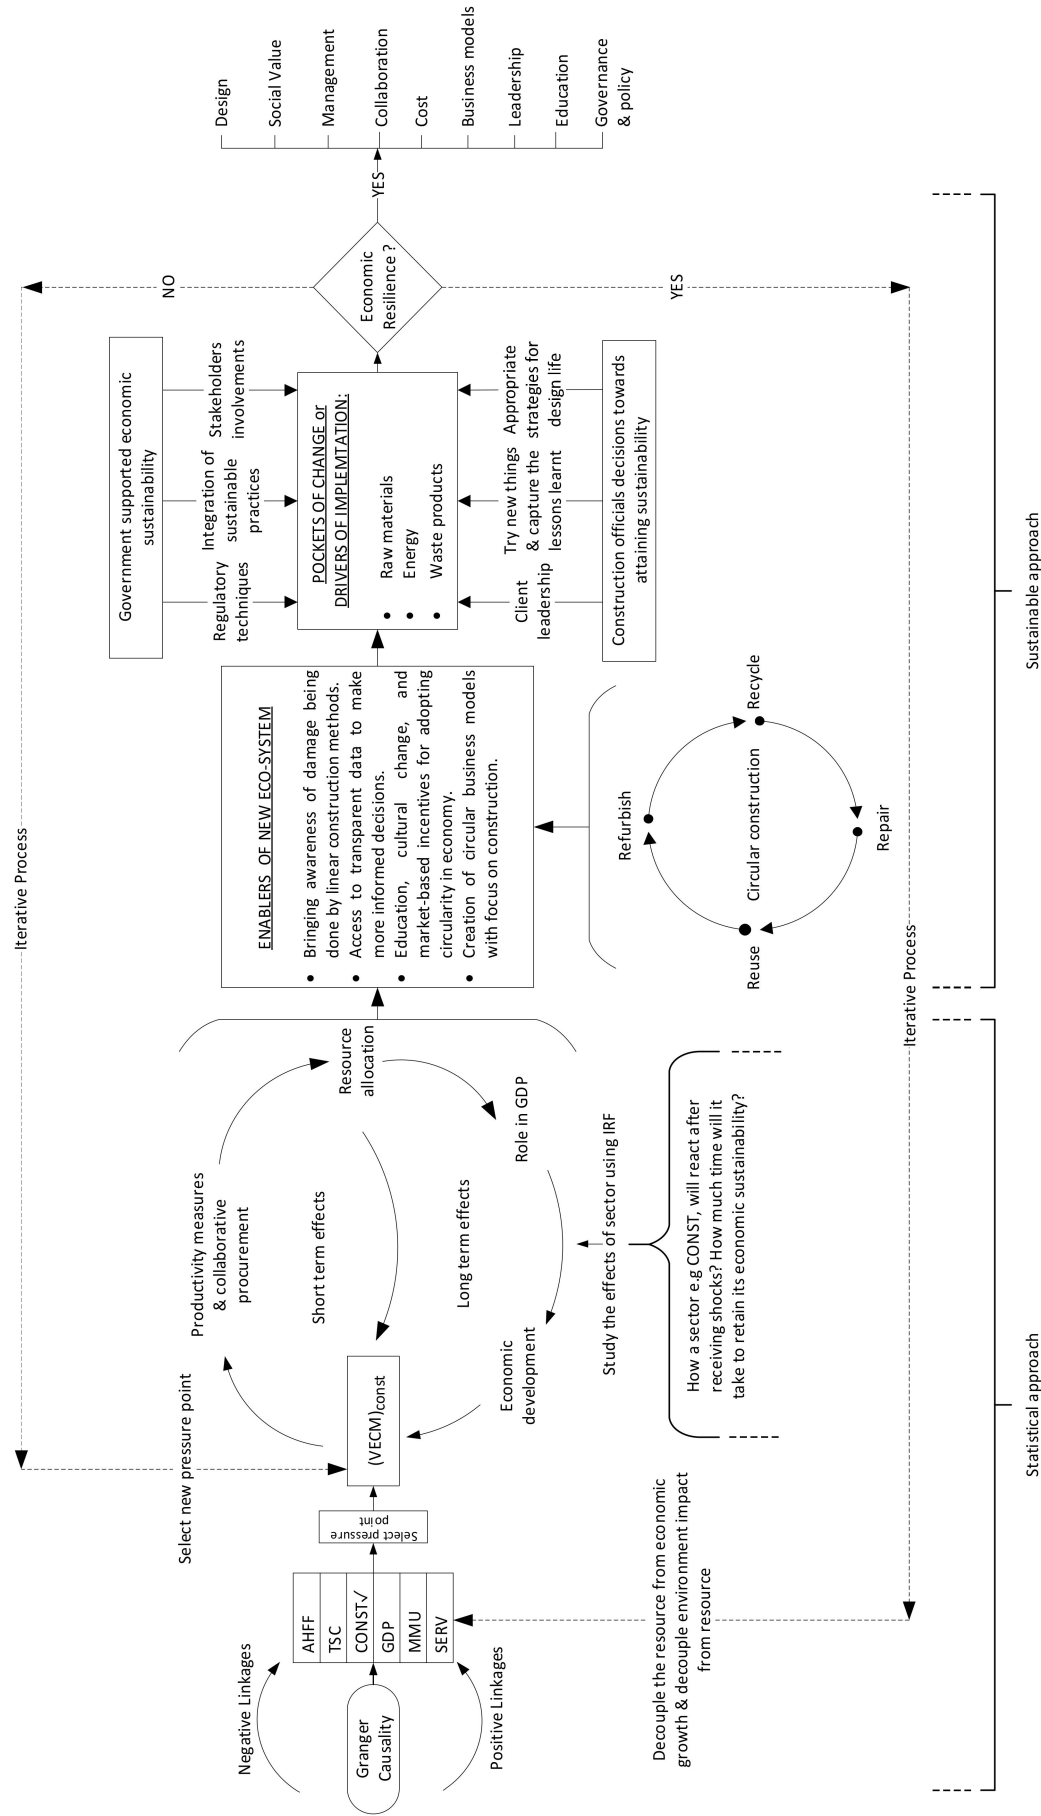 Iterative Process
Select new pressure point
Negative Linkages
Granger
Causality
Positive Linkages
AHFF
TSC
CONST✓
GDP
MMU
SERV
Select pressure
point
(VECM)const
Productivity measures
& collaborative
procurement
Short term effects
Resource
allocation
Long term effects
Role in GDP
Economic
development
Study the effects of sector using IRF
How a sector e.g CONST, will react after
receiving shocks? How much time will it
take to retain its economic sustainability?
Decouple the resource from economic
growth & decouple environment impact
from resource
ENABLERS OF NEW ECO-SYSTEM
• Bringing awareness of damage being
done by linear construction methods.
• Access to transparent data to make
more informed decisions.
• Education, cultural change, and
market-based incentives for adopting
circularity in economy.
• Creation of circular business models
with focus on construction.
Refurbish
Reuse
Circular construction
Recycle
Repair
Government supported economic
sustainability
Regulatory
techniques
Integration of
sustainable
practices
Stakeholders
involvements
POCKETS OF CHANGE or
DRIVERS OF IMPLEMTATION:
• Raw materials
• Energy
• Waste products
Client
leadership
Try new things
& capture the
lessons learnt
Appropriate
strategies for
design life
Construction officials decisions towards
attaining sustainability
Economic
Resilience ?
NO
YES
YES
Design
Social Value
Management
Collaboration
Cost
Business models
Leadership
Education
Governance
& policy
Iterative Process
Statistical approach
Sustainable approach